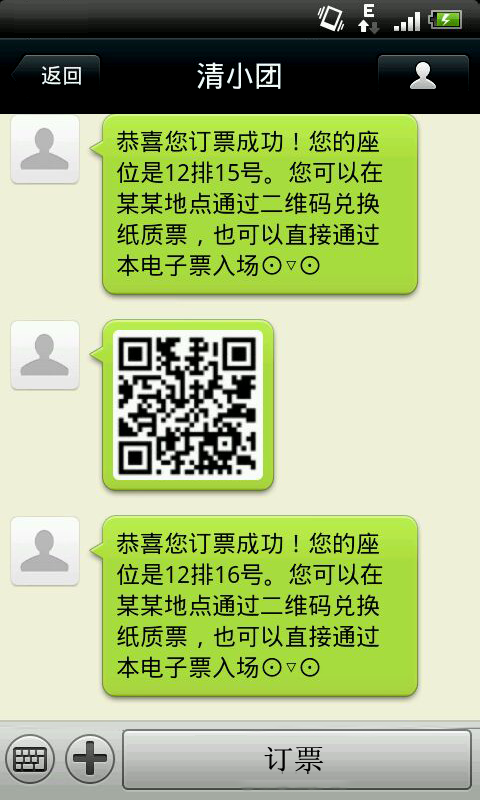 E
返回
清小团
恭喜您订票成功！您的座
位是12排15号。您可以在
某某地点通过二维码兑换
纸质票，也可以直接通过
本电子票入场⊙▽⊙
恭喜您订票成功！您的座
位是12排16号。您可以在
某某地点通过二维码兑换
纸质票，也可以直接通过
本电子票入场⊙▽⊙
订票